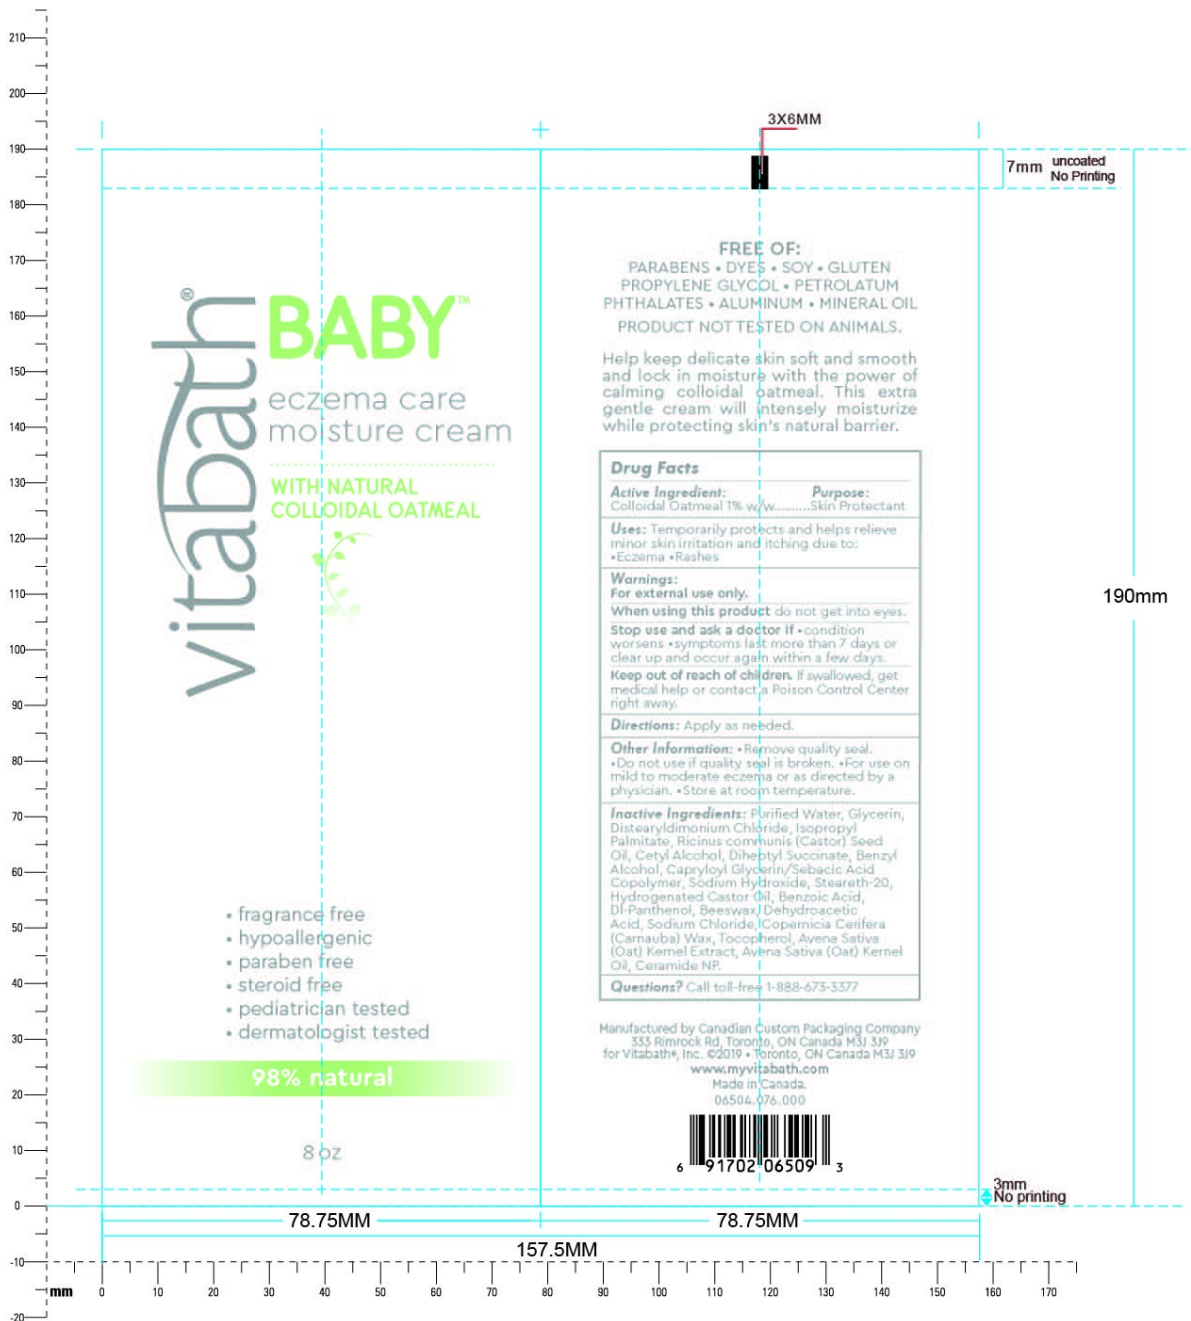 3X6MM
7mm uncoated
No Printing
vitabath®
BABY™
eczema care
moisture cream
WITH NATURAL
COLLOIDAL OATMEAL
• fragrance free
• hypoallergenic
• paraben free
• steroid free
• pediatrician tested
• dermatologist tested
98% natural
8 oz
FREE OF:
PARABENS • DYES • SOY • GLUTEN
PROPYLENE GLYCOL • PETROLATUM
PHTHALATES • ALUMINUM • MINERAL OIL
PRODUCT NOT TESTED ON ANIMALS.
Help keep delicate skin soft and smooth
and lock in moisture with the power of
calming colloidal oatmeal. This extra
gentle cream will intensely moisturize
while protecting skin's natural barrier.
Drug Facts
Active Ingredient: Purpose:
Colloidal Oatmeal 1% w/w..........Skin Protectant
Uses: Temporarily protects and helps relieve
minor skin irritation and itching due to:
•Eczema •Rashes
Warnings:
For external use only.
When using this product do not get into eyes.
Stop use and ask a doctor if •condition
worsens •symptoms last more than 7 days or
clear up and occur again within a few days.
Keep out of reach of children. If swallowed, get
medical help or contact a Poison Control Center
right away.
Directions: Apply as needed.
Other Information: •Remove quality seal.
•Do not use if quality seal is broken. •For use on
mild to moderate eczema or as directed by a
physician. •Store at room temperature.
Inactive Ingredients: Purified Water, Glycerin,
Distearyldimonium Chloride, Isopropyl
Palmitate, Ricinus communis (Castor) Seed
Oil, Cetyl Alcohol, Diheptyl Succinate, Benzyl
Alcohol, Capryloyl Glycerin/Sebacic Acid
Copolymer, Sodium Hydroxide, Steareth-20,
Hydrogenated Castor Oil, Benzoic Acid,
Dl-Panthenol, Beeswax, Dehydroacetic
Acid, Sodium Chloride, Copernicia Cerifera
(Carnauba) Wax, Tocopherol, Avena Sativa
(Oat) Kernel Extract, Avena Sativa (Oat) Kernel
Oil, Ceramide NP.
Questions? Call toll-free 1-888-673-3377
Manufactured by Canadian Custom Packaging Company
333 Rimrock Rd, Toronto, ON Canada M3J 3J9
for Vitabath®, Inc. ©2019 • Toronto, ON Canada M3J 3J9
www.myvitabath.com
Made in Canada.
06504.076.000
6 91702 06509 3
190mm
3mm
No printing
78.75MM 78.75MM
157.5MM
210
200
190
180
170
160
150
140
130
120
110
100
90
80
70
60
50
40
30
20
10
0
-10
-20
mm 0 10 20 30 40 50 60 70 80 90 100 110 120 130 140 150 160 170